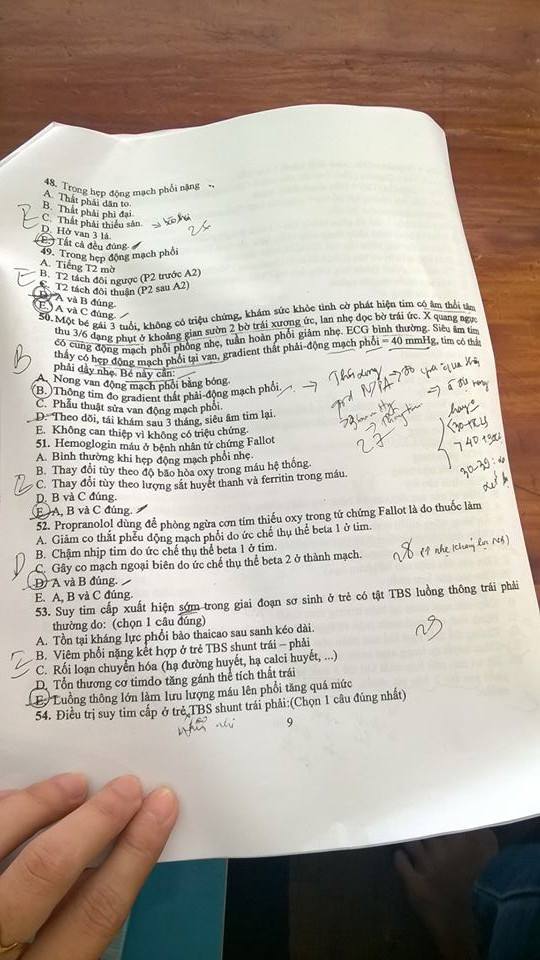 48. Trong hẹp động mạch phổi nặng
A. Thất phải dãn to.
B. Thất phải phì đại.
E C. Thất phải thiểu sản.
D. Hở van 3 lá.
E. Tất cả đều đúng.
49. Trong hẹp động mạch phổi
A. Tiếng T2 mờ
E B. T2 tách đôi ngược (P2 trước A2)
C. T2 tách đôi thuận (P2 sau A2)
D. A và B đúng.
E. A và C đúng.
50. Một bé gái 3 tuổi, không có triệu chứng, khám sức khỏe tình cờ phát hiện tim có âm thổi tâm
thu 3/6 dạng phụt ở khoảng gian sườn 2 bờ trái xương ức, lan nhẹ dọc bờ trái ức. X quang ngực
có cung động mạch phổi phồng nhẹ, tuần hoàn phổi giảm nhẹ. ECG bình thường. Siêu âm tim
thấy có hẹp động mạch phổi tại van, gradient thất phải-động mạch phổi = 40 mmHg, tim có thất
phải dầy nhẹ. Bé này cần:
B A. Nong van động mạch phổi bằng bóng.
B. Thông tim đo gradient thất phải-động mạch phổi.
C. Phẫu thuật sửa van động mạch phổi.
D. Theo dõi, tái khám sau 3 tháng, siêu âm tim lại.
E. Không can thiệp vì không có triệu chứng.
27
51. Hemoglogin máu ở bệnh nhân tứ chứng Fallot
A. Bình thường khi hẹp động mạch phổi nhẹ.
B. Thay đổi tùy theo độ bão hòa oxy trong máu hệ thống.
E C. Thay đổi tùy theo lượng sắt huyết thanh và ferritin trong máu.
D. B và C đúng.
E. A, B và C đúng.
52. Propranolol dùng để phòng ngừa cơn tím thiếu oxy trong tứ chứng Fallot là do thuốc làm
A. Giảm co thắt phễu động mạch phổi do ức chế thụ thể beta 1 ở tim.
B. Chậm nhịp tim do ức chế thụ thể beta 1 ở tim.
D C. Gây co mạch ngoại biên do ức chế thụ thể beta 2 ở thành mạch.
28
D. A và B đúng.
E. A, B và C đúng.
53. Suy tim cấp xuất hiện sớm trong giai đoạn sơ sinh ở trẻ có tật TBS luồng thông trái phải
thường do: (chọn 1 câu đúng)
A. Tồn tại kháng lực phổi bào thaicao sau sanh kéo dài.
E B. Viêm phổi nặng kết hợp ở trẻ TBS shunt trái – phải
C. Rối loạn chuyển hóa (hạ đường huyết, hạ calci huyết, ...)
D. Tổn thương cơ timdo tăng gánh thể tích thất trái
E. Luồng thông lớn làm lưu lượng máu lên phổi tăng quá mức
54. Điều trị suy tim cấp ở trẻ TBS shunt trái phải:(Chọn 1 câu đúng nhất)
9